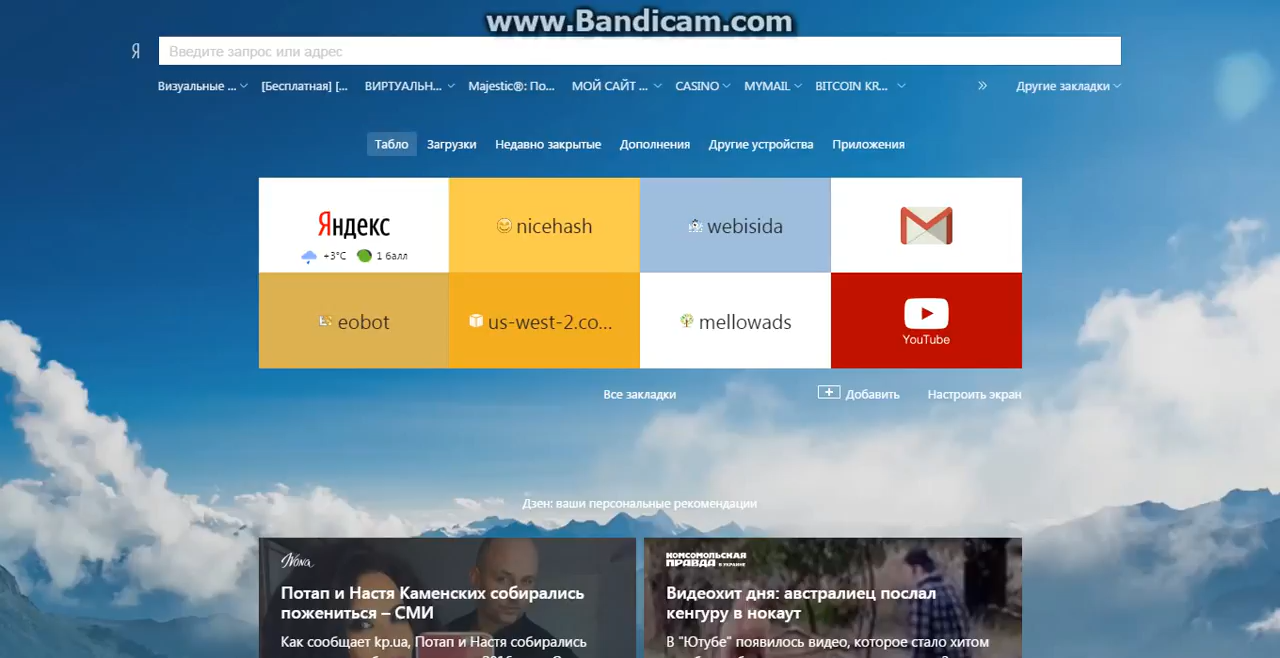 www.Bandicam.com
Я Введите запрос или адрес
Визуальные ... [Бесплатная] [... ВИРТУАЛЬН... Majestic®: По... МОЙ САЙТ ... CASINO MYMAIL BITCOIN KR... » Другие закладки
Табло Загрузки Недавно закрытые Дополнения Другие устройства Приложения
Яндекс
+3°C 1 балл
nicehash
webisida
eobot
us-west-2.co...
mellowads
YouTube
Все закладки Добавить Настроить экран
Дзен: ваши персональные рекомендации
Ивона
Потап и Настя Каменских собирались
пожениться – СМИ
Как сообщает kp.ua, Потап и Настя собирались
КОМСОМОЛЬСКАЯ
ПРАВДА В УКРАИНЕ
Видеохит дня: австралиец послал
кенгуру в нокаут
В "Ютубе" появилось видео, которое стало хитом